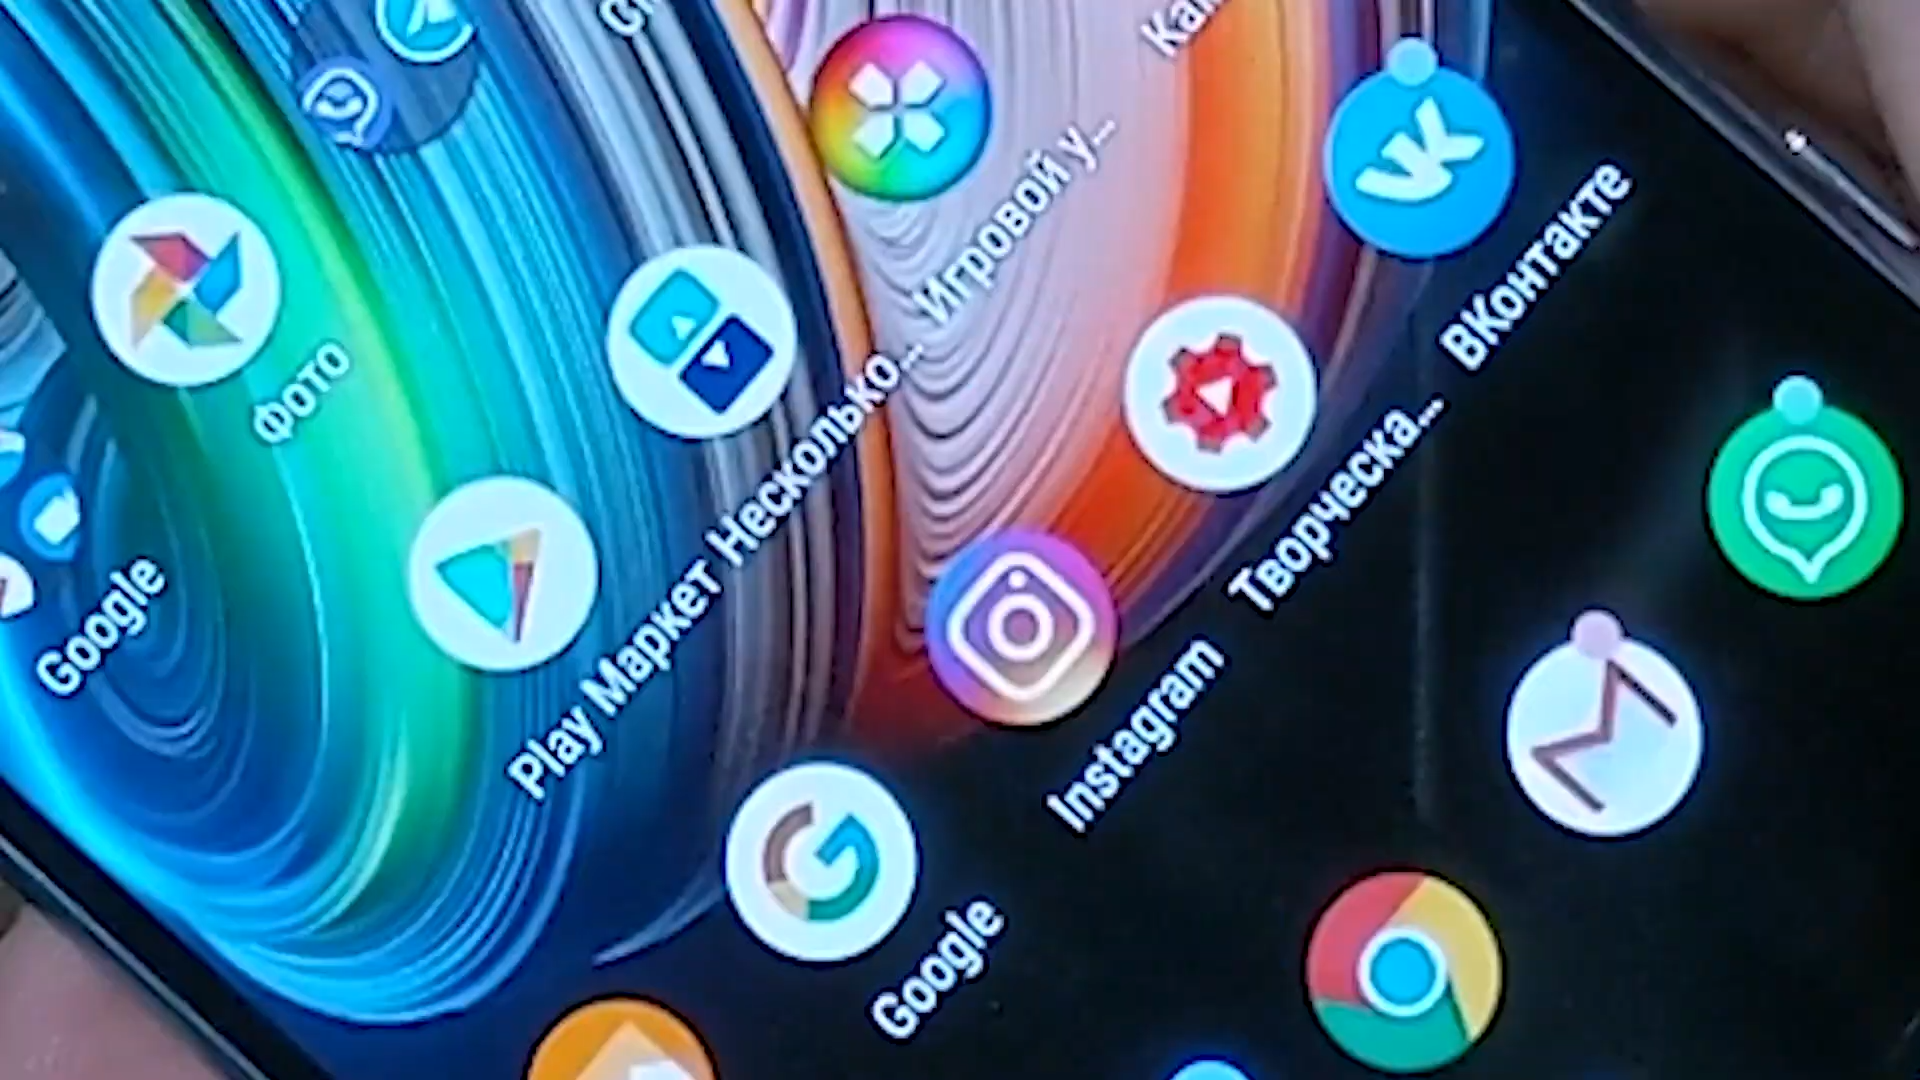 Фото
Google
Игровой у...
Несколько...
Play Маркет
ВКонтакте
Творческа...
Instagram
Google